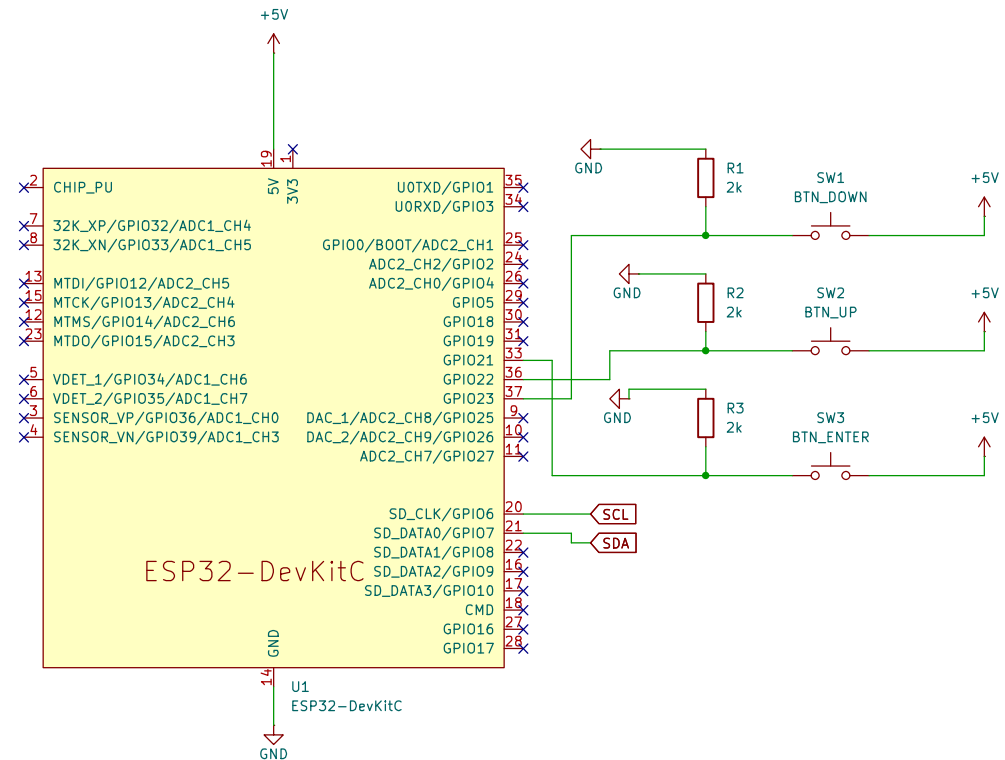 +5V
19
1
5V
3V3
2
CHIP_PU
7
32K_XP/GPIO32/ADC1_CH4
8
32K_XN/GPIO33/ADC1_CH5
13
MTDI/GPIO12/ADC2_CH5
15
MTCK/GPIO13/ADC2_CH4
12
MTMS/GPIO14/ADC2_CH6
23
MTDO/GPIO15/ADC2_CH3
5
VDET_1/GPIO34/ADC1_CH6
6
VDET_2/GPIO35/ADC1_CH7
3
SENSOR_VP/GPIO36/ADC1_CH0
4
SENSOR_VN/GPIO39/ADC1_CH3
U0TXD/GPIO1
35
U0RXD/GPIO3
34
GPIO0/BOOT/ADC2_CH1
25
ADC2_CH2/GPIO2
24
ADC2_CH0/GPIO4
26
GPIO5
29
GPIO18
30
GPIO19
31
GPIO21
33
GPIO22
36
GPIO23
37
DAC_1/ADC2_CH8/GPIO25
9
DAC_2/ADC2_CH9/GPIO26
10
ADC2_CH7/GPIO27
11
SD_CLK/GPIO6
20
SD_DATA0/GPIO7
21
SD_DATA1/GPIO8
22
SD_DATA2/GPIO9
16
SD_DATA3/GPIO10
17
CMD
18
GPIO16
27
GPIO17
28
ESP32-DevKitC
GND
14
U1
ESP32-DevKitC
GND
GND
R1
2k
SW1
BTN_DOWN
+5V
GND
R2
2k
SW2
BTN_UP
+5V
GND
R3
2k
SW3
BTN_ENTER
+5V
SCL
SDA